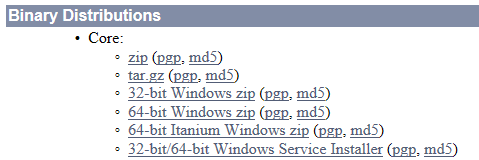 Binary Distributions
• Core:
◦ zip (pgp, md5)
◦ tar.gz (pgp, md5)
◦ 32-bit Windows zip (pgp, md5)
◦ 64-bit Windows zip (pgp, md5)
◦ 64-bit Itanium Windows zip (pgp, md5)
◦ 32-bit/64-bit Windows Service Installer (pgp, md5)